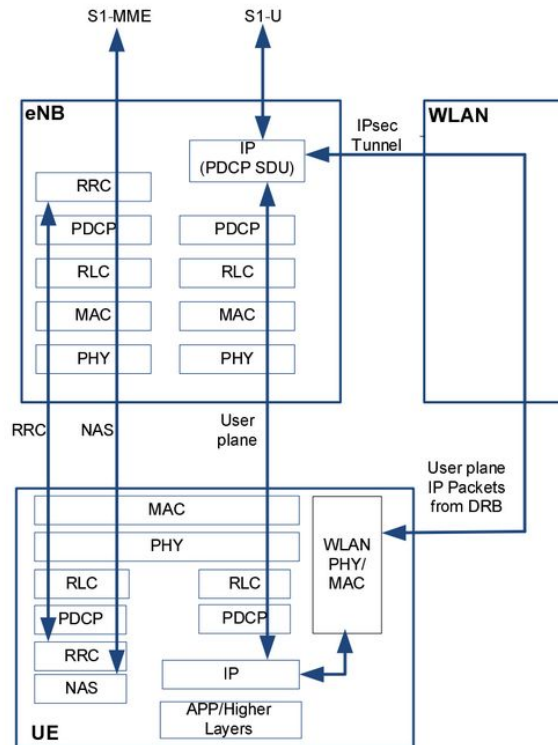 S1-MME
S1-U
eNB
WLAN
IP
(PDCP SDU)
IPsec
Tunnel
RRC
PDCP
PDCP
RLC
RLC
MAC
MAC
PHY
PHY
RRC
NAS
User
plane
User plane
IP Packets
from DRB
MAC
PHY
WLAN
PHY/
MAC
RLC
RLC
PDCP
PDCP
RRC
IP
NAS
APP/Higher
Layers
UE